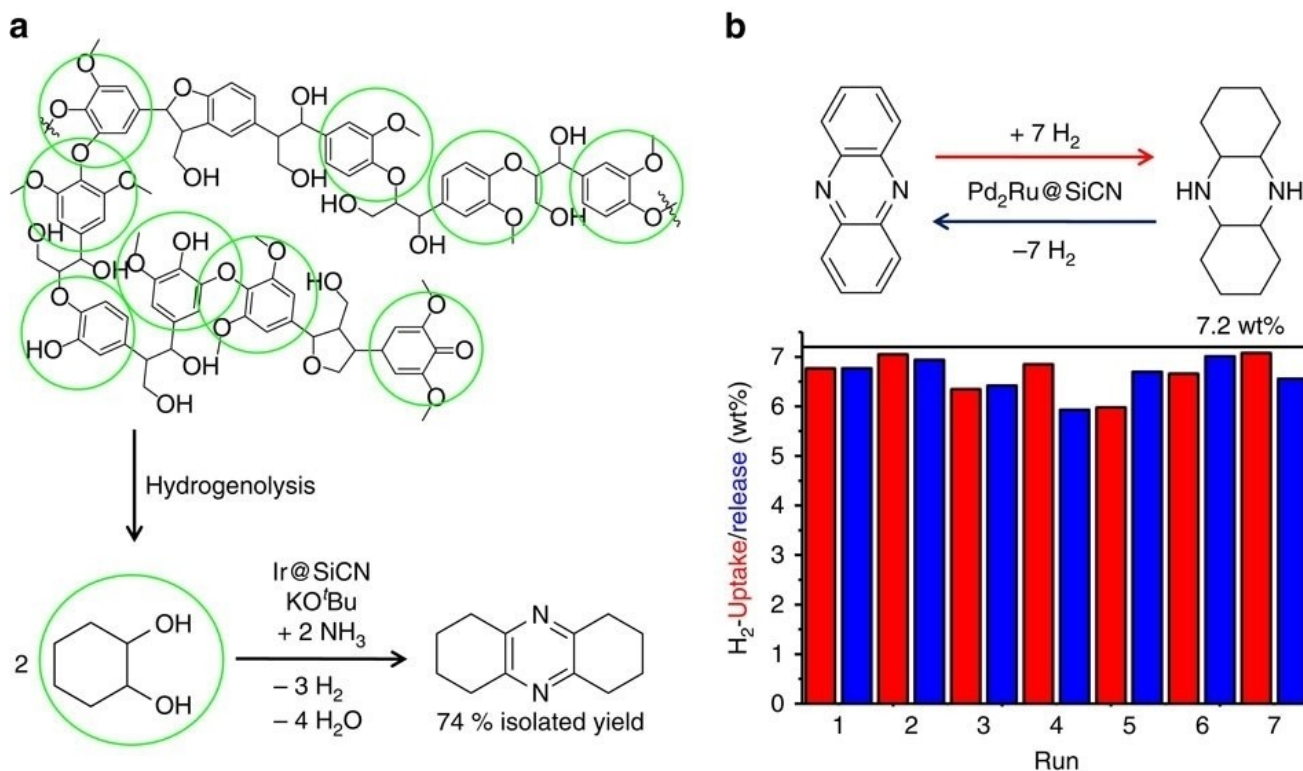 a
O
O
O
OH
O
O
OH
O
O
OH
O
OH
O
O
O
OH
O
HO
OH
HO
O
OH
O
OH
O
OH
O
O
HO
O
O
HO
OH
O
O
O
O
OH
Hydrogenolysis
2
OH
OH
Ir@SiCN
KOᵗBu
+ 2 NH₃
– 3 H₂
– 4 H₂O
N
N
74 % isolated yield
b
N
N
+ 7 H₂
Pd₂Ru@SiCN
–7 H₂
HN
NH
7.2 wt%
H₂-Uptake/release (wt%)
7
6
5
4
3
2
1
0
1 2 3 4 5 6 7
Run